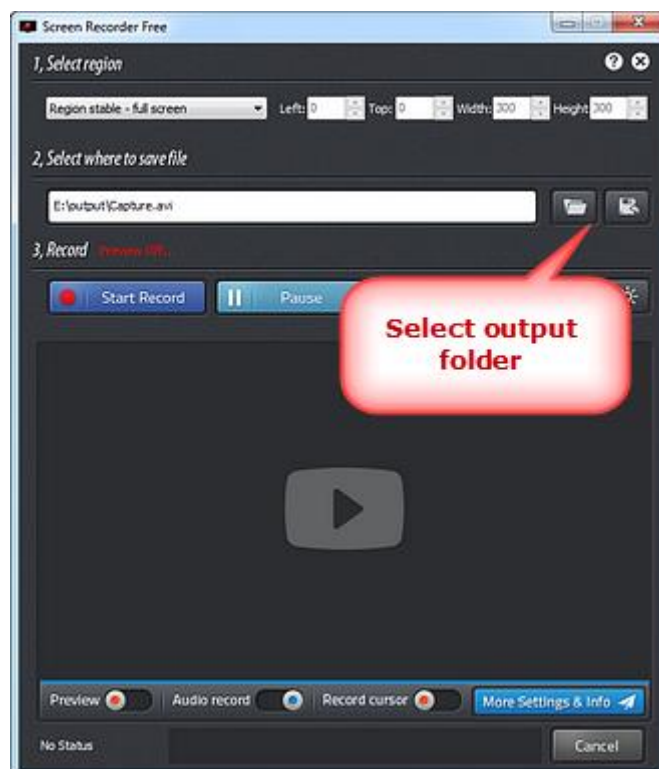 Screen Recorder Free
1, Select region
Region stable - full screen Left: 0 Top: 0 Width: 300 Height 300
2, Select where to save file
E:\output\Capture.avi
3, Record Preview Off...
Start Record Pause
Select output
folder
Preview Audio record Record cursor More Settings & Info
No Status Cancel